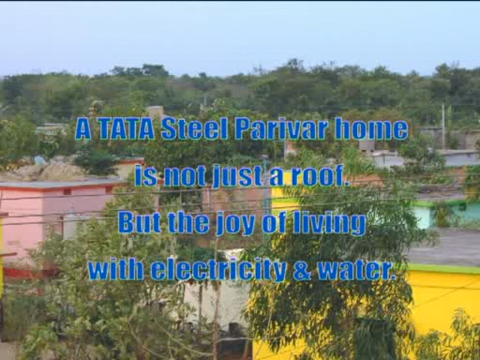 A TATA Steel Parivar home
is not just a roof.
But the joy of living
with electricity & water.